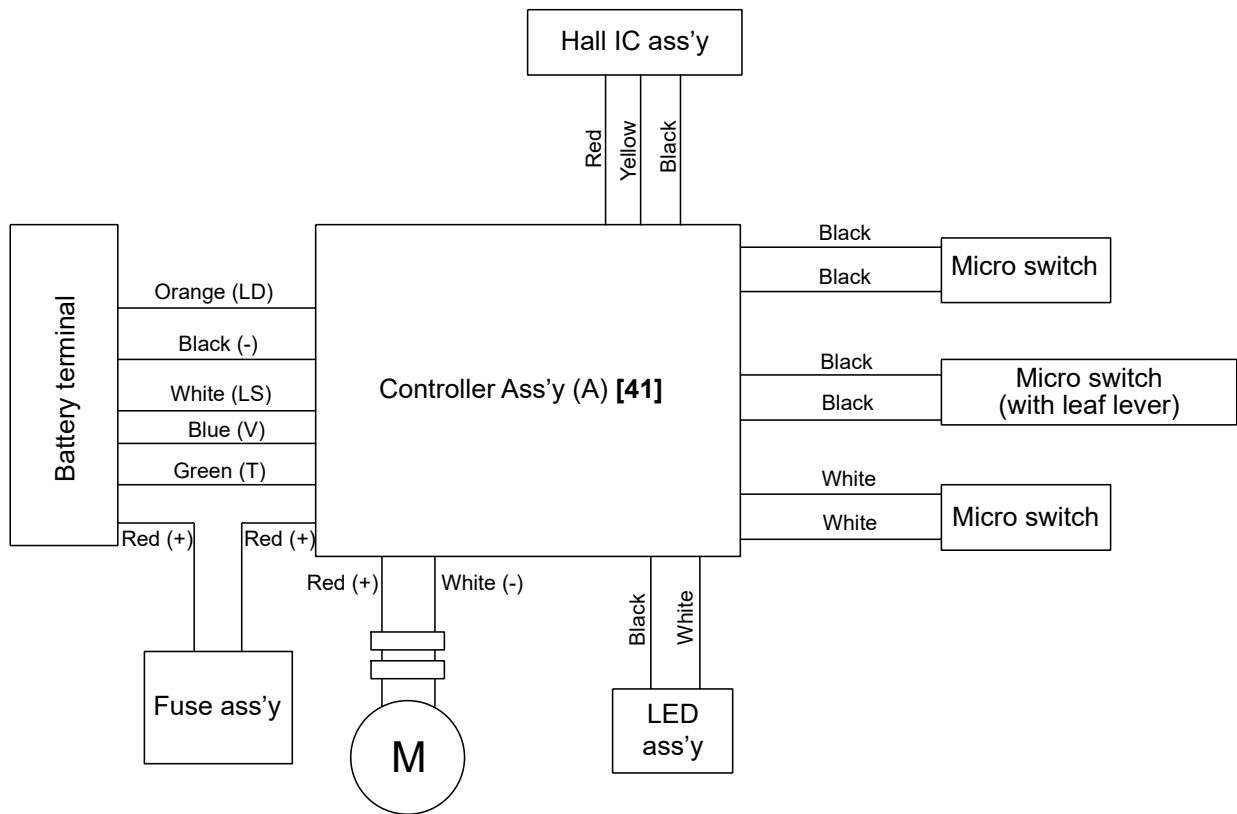 Hall IC ass’y
Red
Yellow
Black
Battery terminal
Orange (LD)
Black (-)
White (LS)
Blue (V)
Green (T)
Red (+)
Red (+)
Controller Ass’y (A) [41]
Black
Black
Micro switch
Black
Black
Micro switch
(with leaf lever)
White
White
Micro switch
Fuse ass’y
Red (+)
White (-)
M
Black
White
LED
ass’y